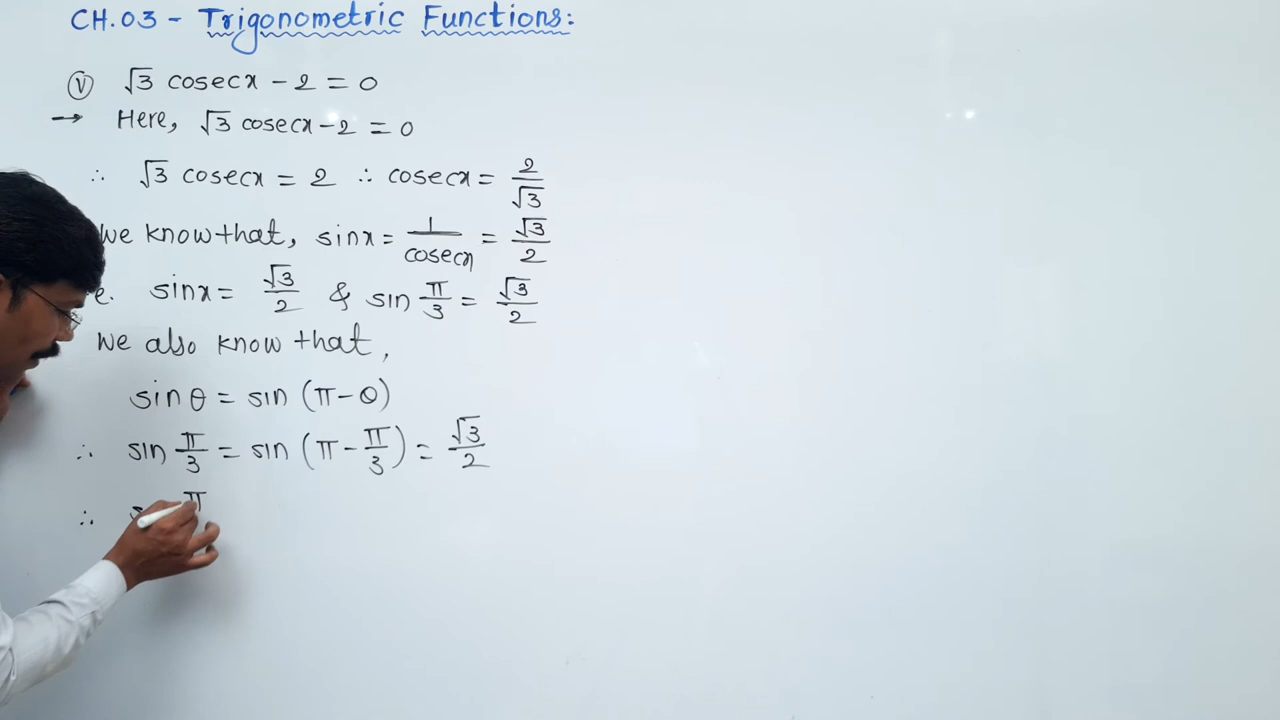 CH.03 - Trigonometric Functions:
(V) √3 cosecx - 2 = 0
→ Here, √3 cosecx - 2 = 0
∴ √3 cosecx = 2 ∴ cosecx = 2/√3
we know that, sinx = 1/cosecx = √3/2
e. sinx = √3/2 & sin π/3 = √3/2
We also know that,
sin θ = sin (π - θ)
∴ sin π/3 = sin (π - π/3) = √3/2
∴ π